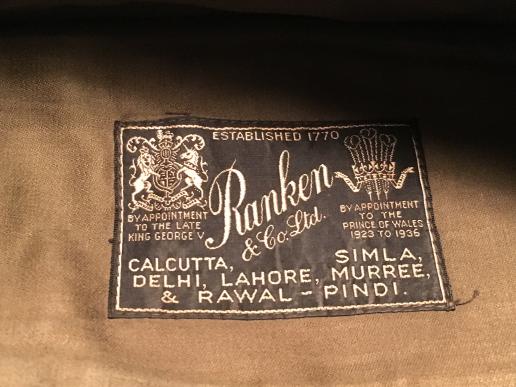 ESTABLISHED 1770
BY APPOINTMENT
TO THE LATE
KING GEORGE V.
Ranken
& Co. Ltd.
BY APPOINTMENT
TO THE
PRINCE OF WALES
1923 TO 1936
CALCUTTA, SIMLA,
DELHI, LAHORE, MURREE,
& RAWAL-PINDI.